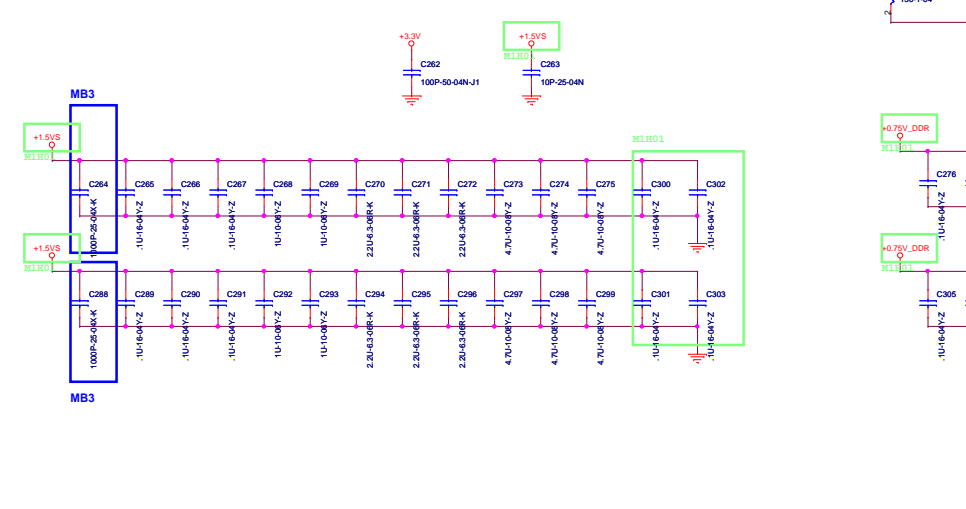 150-1-04
2
+3.3V
C262
100P-50-04N-J1
+1.5VS
M1H01
C263
10P-25-04N
MB3
+1.5VS
M1H01
M1H01
+0.75V_DDR
M1H01
C264
C265
C266
C267
C268
C269
C270
C271
C272
C273
C274
C275
C300
C302
C276
1000P-25-04X-K
.1U-16-04Y-Z
.1U-16-04Y-Z
.1U-16-04Y-Z
1U-10-06Y-Z
1U-10-06Y-Z
2.2U-6.3-06R-K
2.2U-6.3-06R-K
2.2U-6.3-06R-K
4.7U-10-08Y-Z
4.7U-10-08Y-Z
4.7U-10-08Y-Z
.1U-16-04Y-Z
.1U-16-04Y-Z
.1U-16-04Y-Z
+1.5VS
M1H01
+0.75V_DDR
M1H01
C288
C289
C290
C291
C292
C293
C294
C295
C296
C297
C298
C299
C301
C303
C305
1000P-25-04X-K
.1U-16-04Y-Z
.1U-16-04Y-Z
.1U-16-04Y-Z
1U-10-06Y-Z
1U-10-06Y-Z
2.2U-6.3-06R-K
2.2U-6.3-06R-K
2.2U-6.3-06R-K
4.7U-10-08Y-Z
4.7U-10-08Y-Z
4.7U-10-08Y-Z
.1U-16-04Y-Z
.1U-16-04Y-Z
.1U-16-04Y-Z
MB3